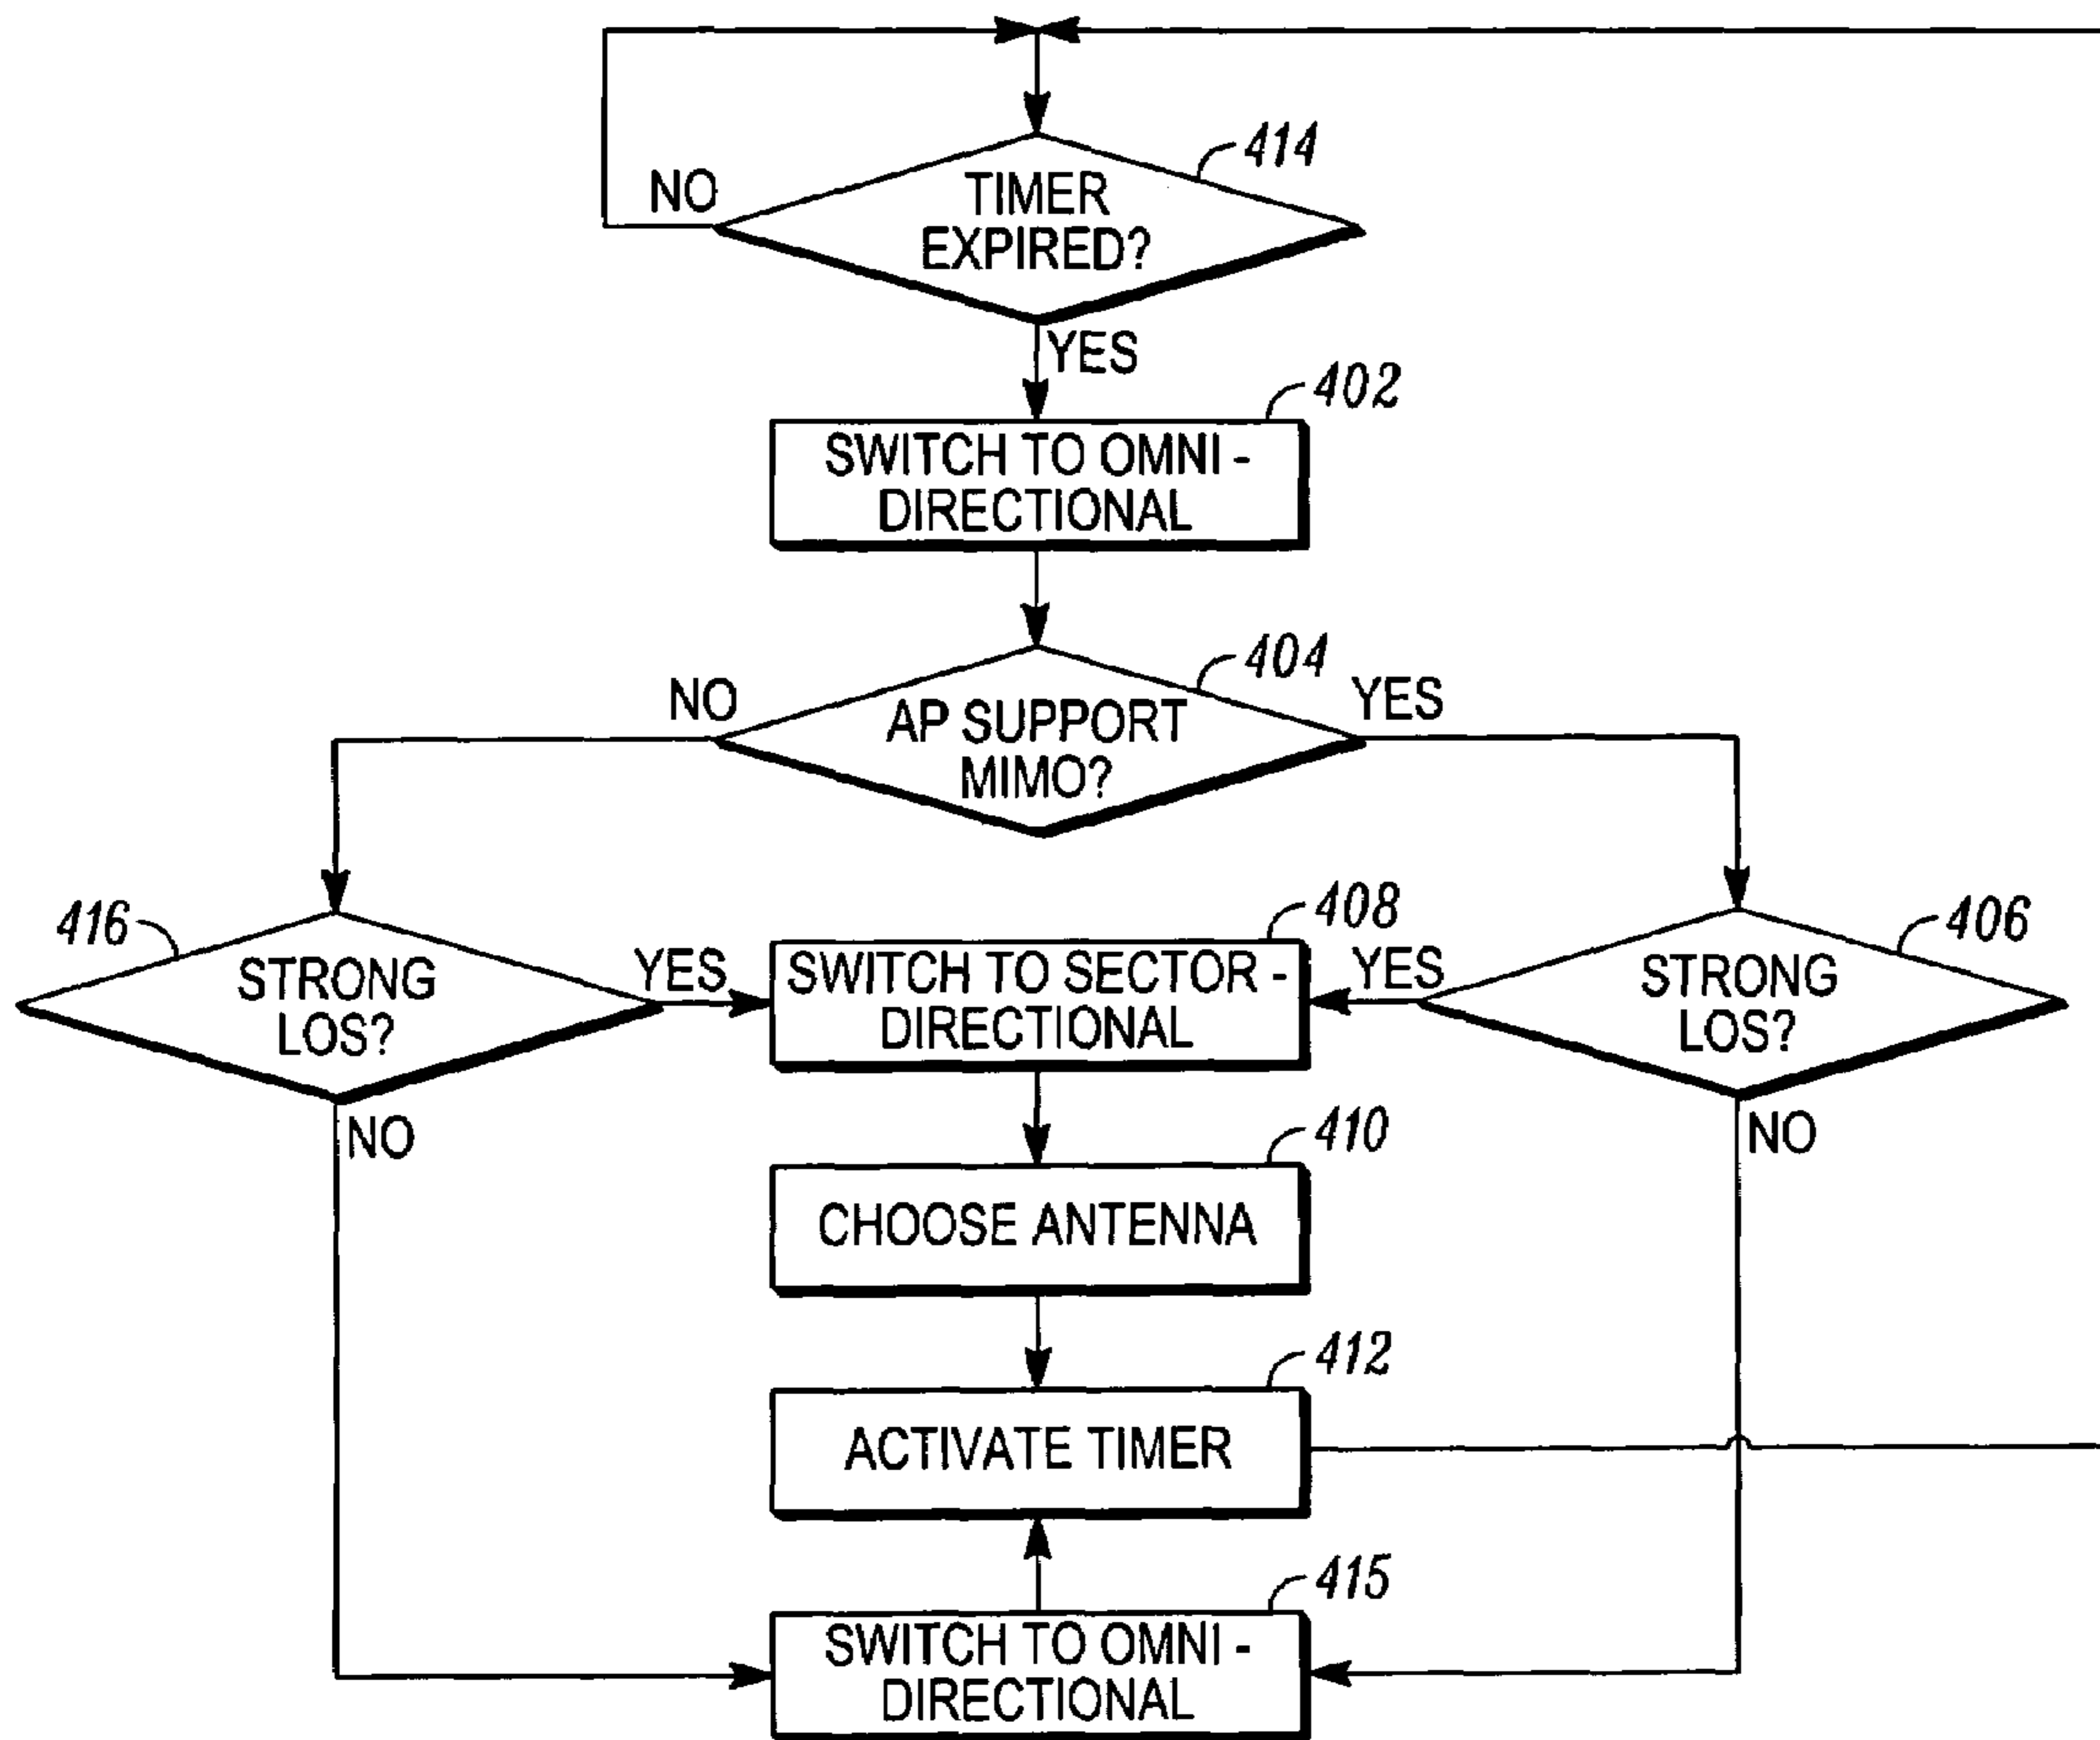 414
NO
TIMER
EXPIRED?
YES
402
SWITCH TO OMNI -
DIRECTIONAL
404
NO
YES
AP SUPPORT
MIMO?
416
408
406
STRONG
LOS?
YES
SWITCH TO SECTOR -
DIRECTIONAL
YES
STRONG
LOS?
NO
410
NO
CHOOSE ANTENNA
412
ACTIVATE TIMER
415
SWITCH TO OMNI -
DIRECTIONAL